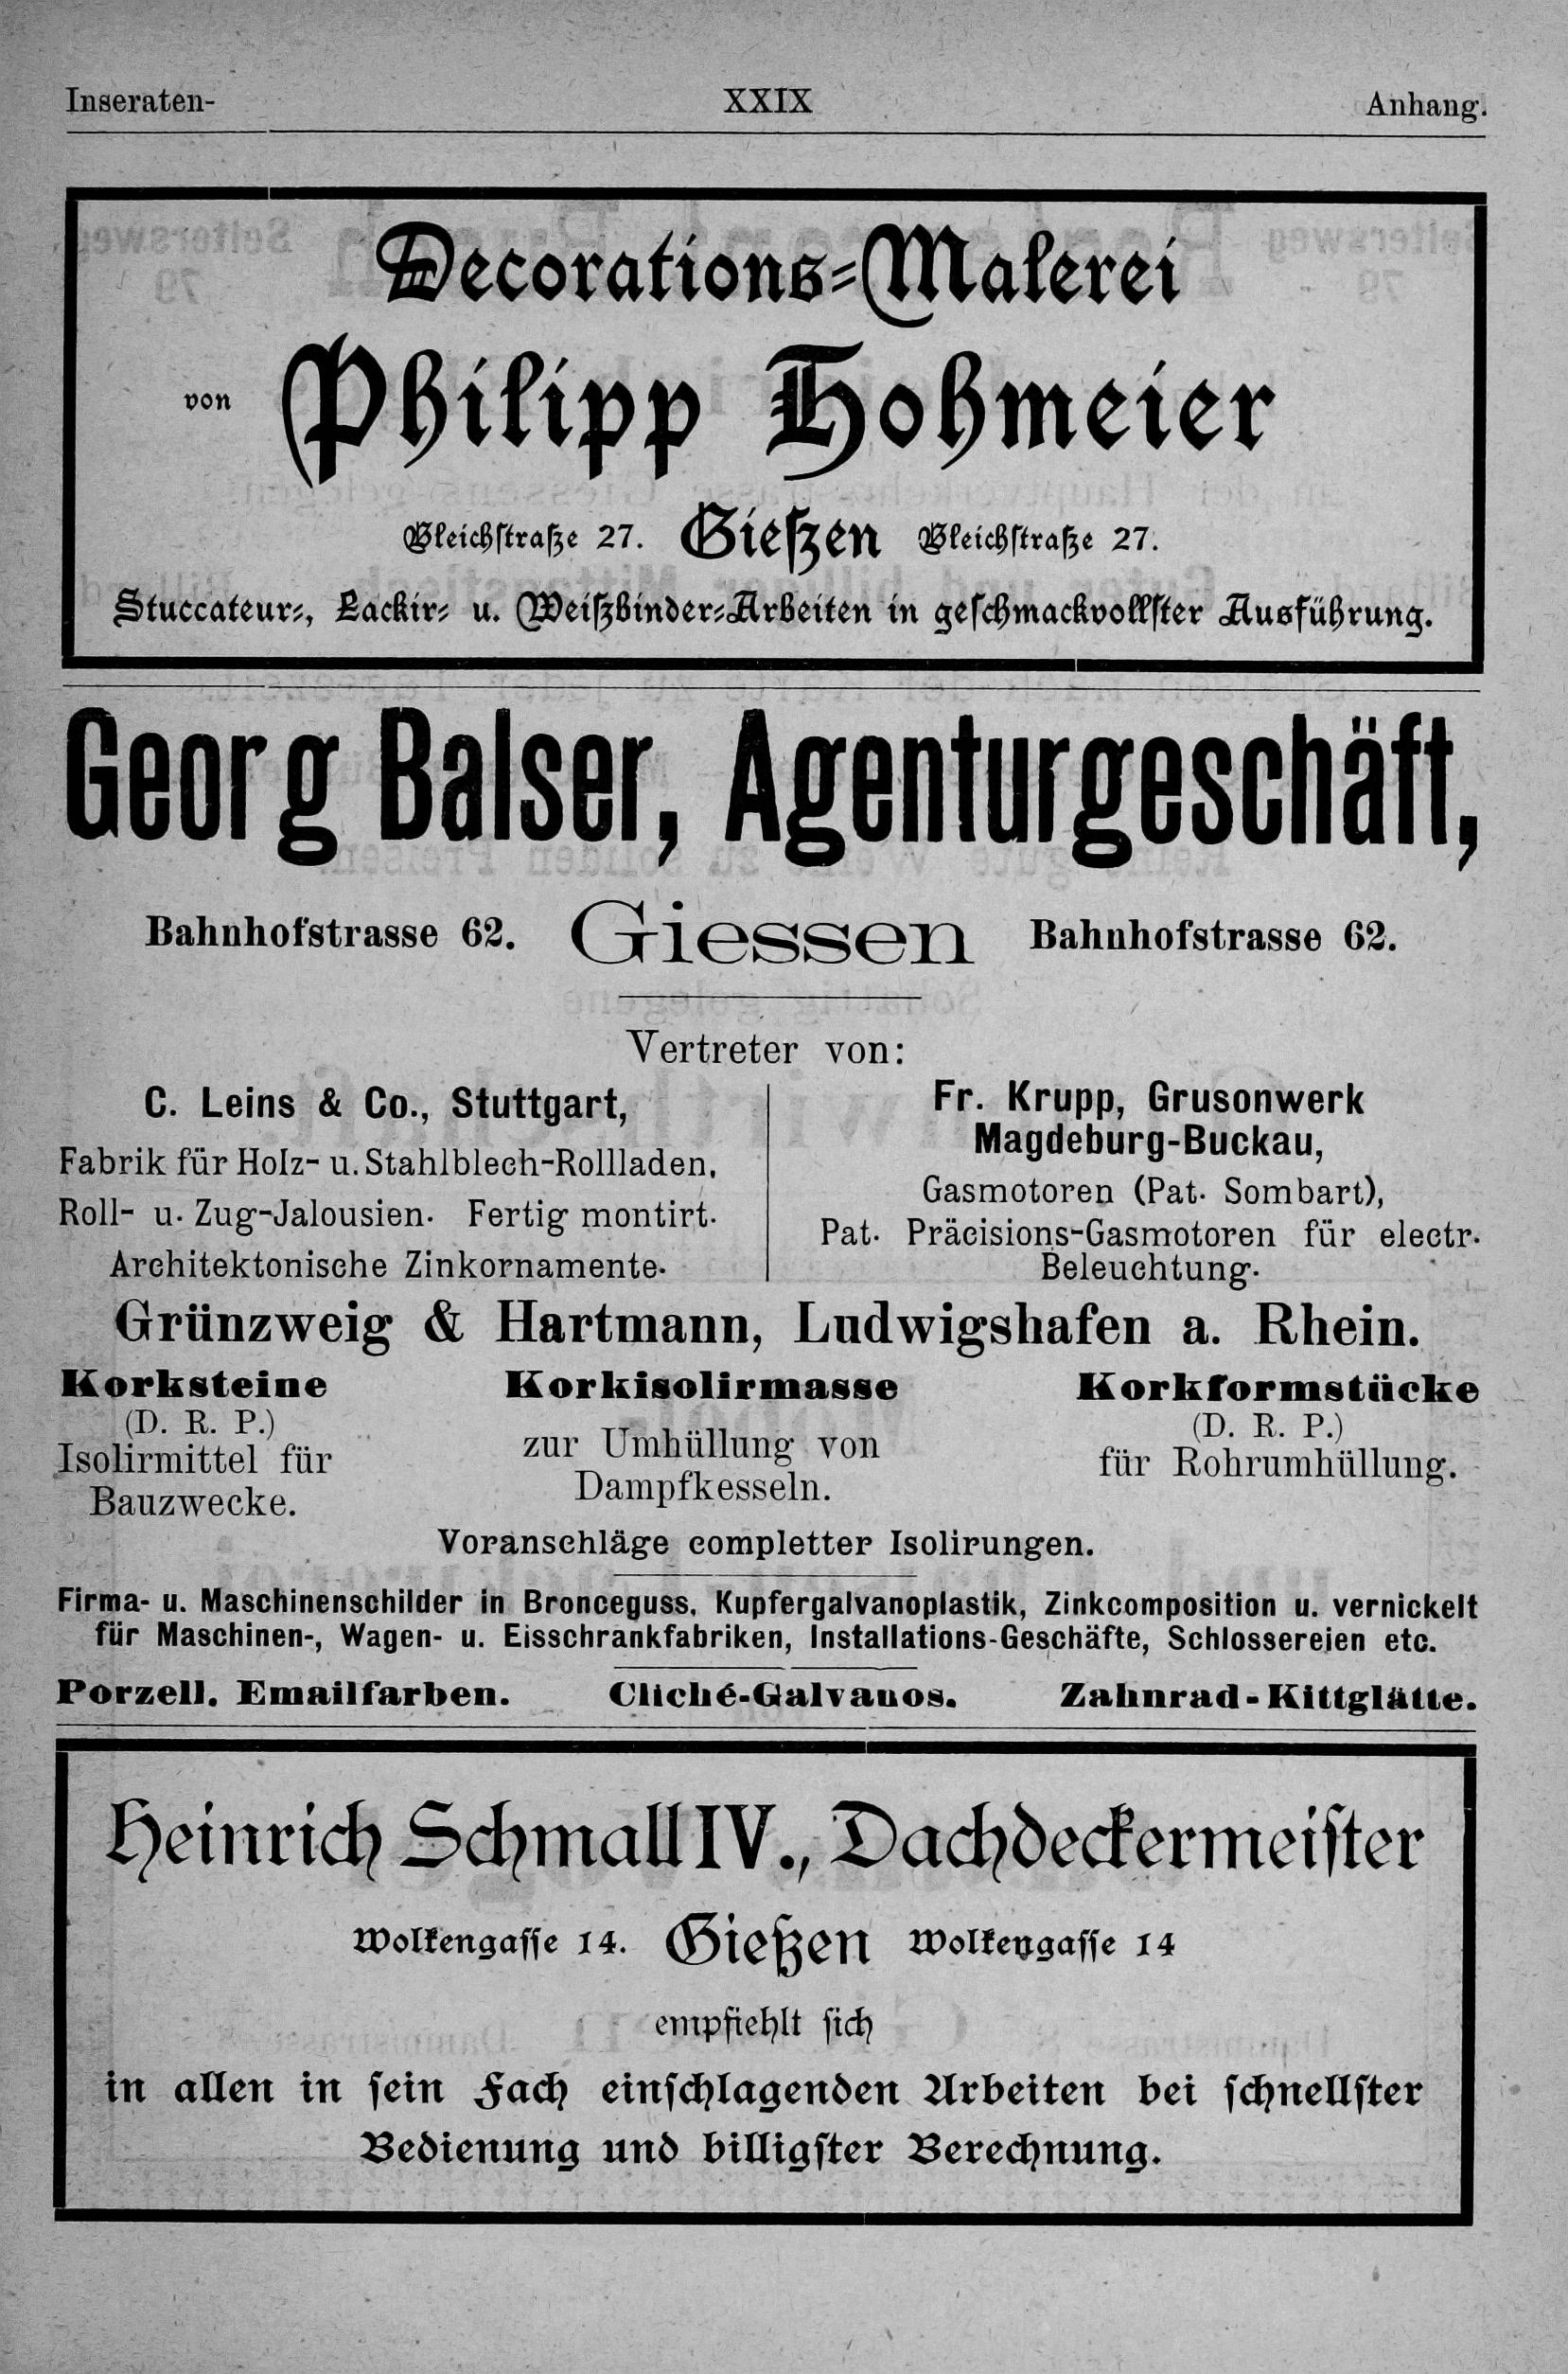 Inseraten- XXIX Anhang.
Decorations-Malerei
von Philipp Hohmeier
Bleichſtraße 27. Gießen Bleichſtraße 27.
Stuccateur-, Lackir- u. Weißbinder-Arbeiten in geſchmackvollſter Ausführung.
Georg Balser, Agenturgeschäft,
Bahnhofstrasse 62. Giessen Bahnhofstrasse 62.
Vertreter von:
C. Leins & Co., Stuttgart,
Fabrik für Holz- u. Stahlblech-Rollladen,
Roll- u. Zug-Jalousien. Fertig montirt.
Architektonische Zinkornamente.
Fr. Krupp, Grusonwerk
Magdeburg-Buckau,
Gasmotoren (Pat. Sombart),
Pat. Präcisions-Gasmotoren für electr.
Beleuchtung.
Grünzweig & Hartmann, Ludwigshafen a. Rhein.
Korksteine
(D. R. P.)
Isolirmittel für
Bauzwecke.
Korkisolirmasse
zur Umhüllung von
Dampfkesseln.
Korkformstücke
(D. R. P.)
für Rohrumhüllung.
Voranschläge completter Isolirungen.
Firma- u. Maschinenschilder in Bronceguss, Kupfergalvanoplastik, Zinkcomposition u. vernickelt
für Maschinen-, Wagen- u. Eisschrankfabriken, Installations-Geschäfte, Schlossereien etc.
Porzell. Emailfarben. Cliché-Galvanos. Zahnrad-Kittglätte.
Heinrich Schmall IV., Dachdeckermeiſter
Wolkengaſſe 14. Gießen Wolkengaſſe 14
empfiehlt ſich
in allen in ſein Fach einſchlagenden Arbeiten bei ſchnellſter
Bedienung und billigſter Berechnung.